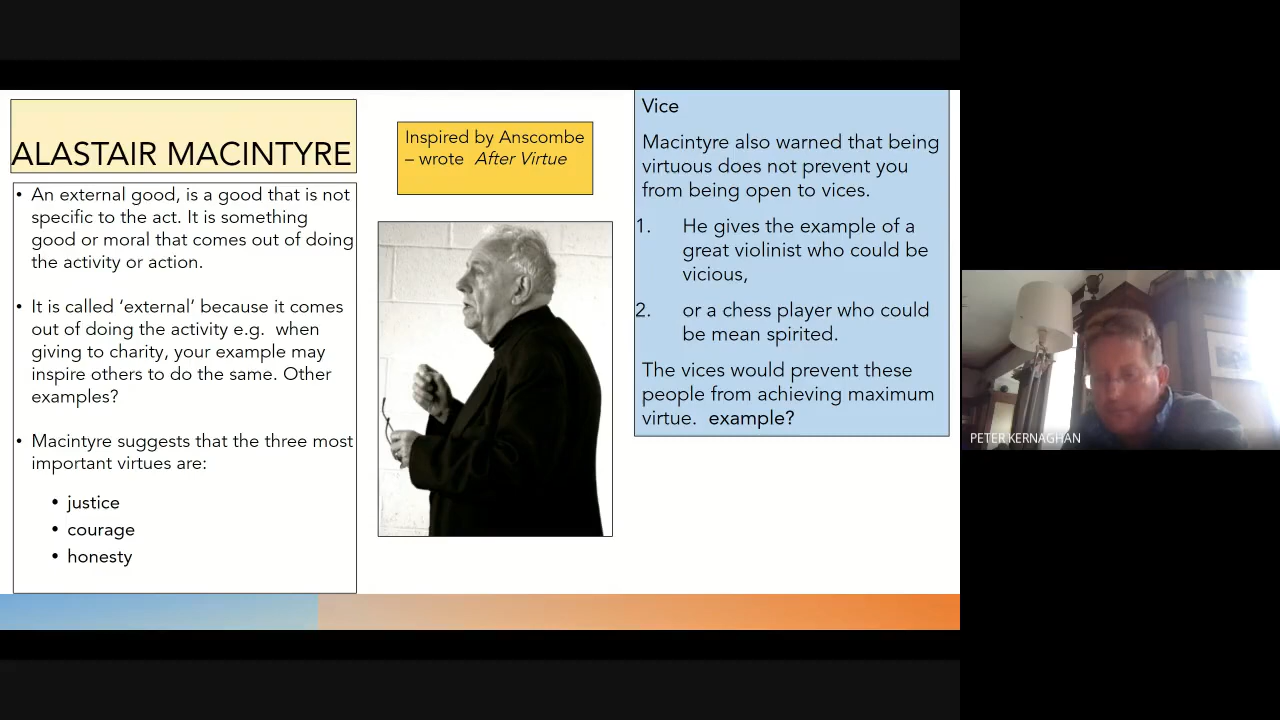 ALASTAIR MACINTYRE
• An external good, is a good that is not
specific to the act. It is something
good or moral that comes out of doing
the activity or action.
• It is called ‘external’ because it comes
out of doing the activity e.g. when
giving to charity, your example may
inspire others to do the same. Other
examples?
• Macintyre suggests that the three most
important virtues are:
• justice
• courage
• honesty
Inspired by Anscombe
– wrote After Virtue
Vice
Macintyre also warned that being
virtuous does not prevent you
from being open to vices.
1. He gives the example of a
great violinist who could be
vicious,
2. or a chess player who could
be mean spirited.
The vices would prevent these
people from achieving maximum
virtue. example?
PETER KERNAGHAN